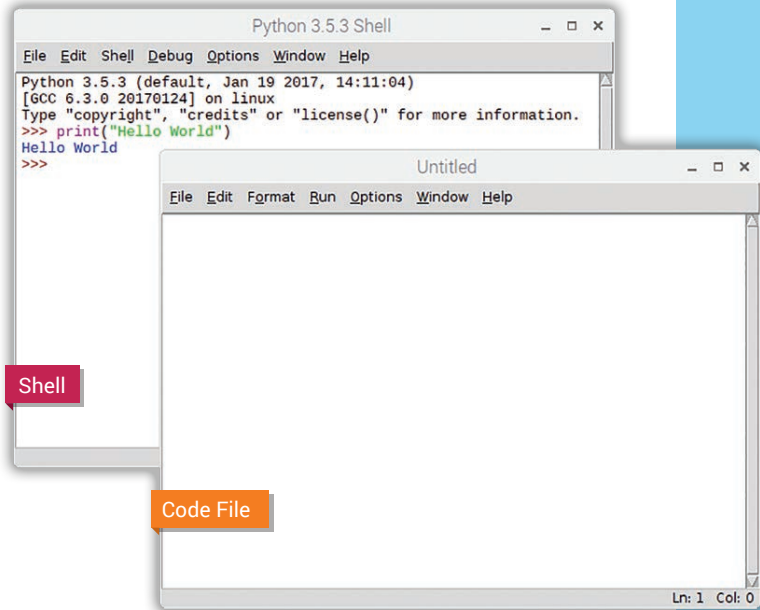 Python 3.5.3 Shell
File Edit Shell Debug Options Window Help
Python 3.5.3 (default, Jan 19 2017, 14:11:04)
[GCC 6.3.0 20170124] on linux
Type "copyright", "credits" or "license()" for more information.
>>> print("Hello World")
Hello World
>>>
Untitled
File Edit Format Run Options Window Help
Shell
Code File
Ln: 1 Col: 0